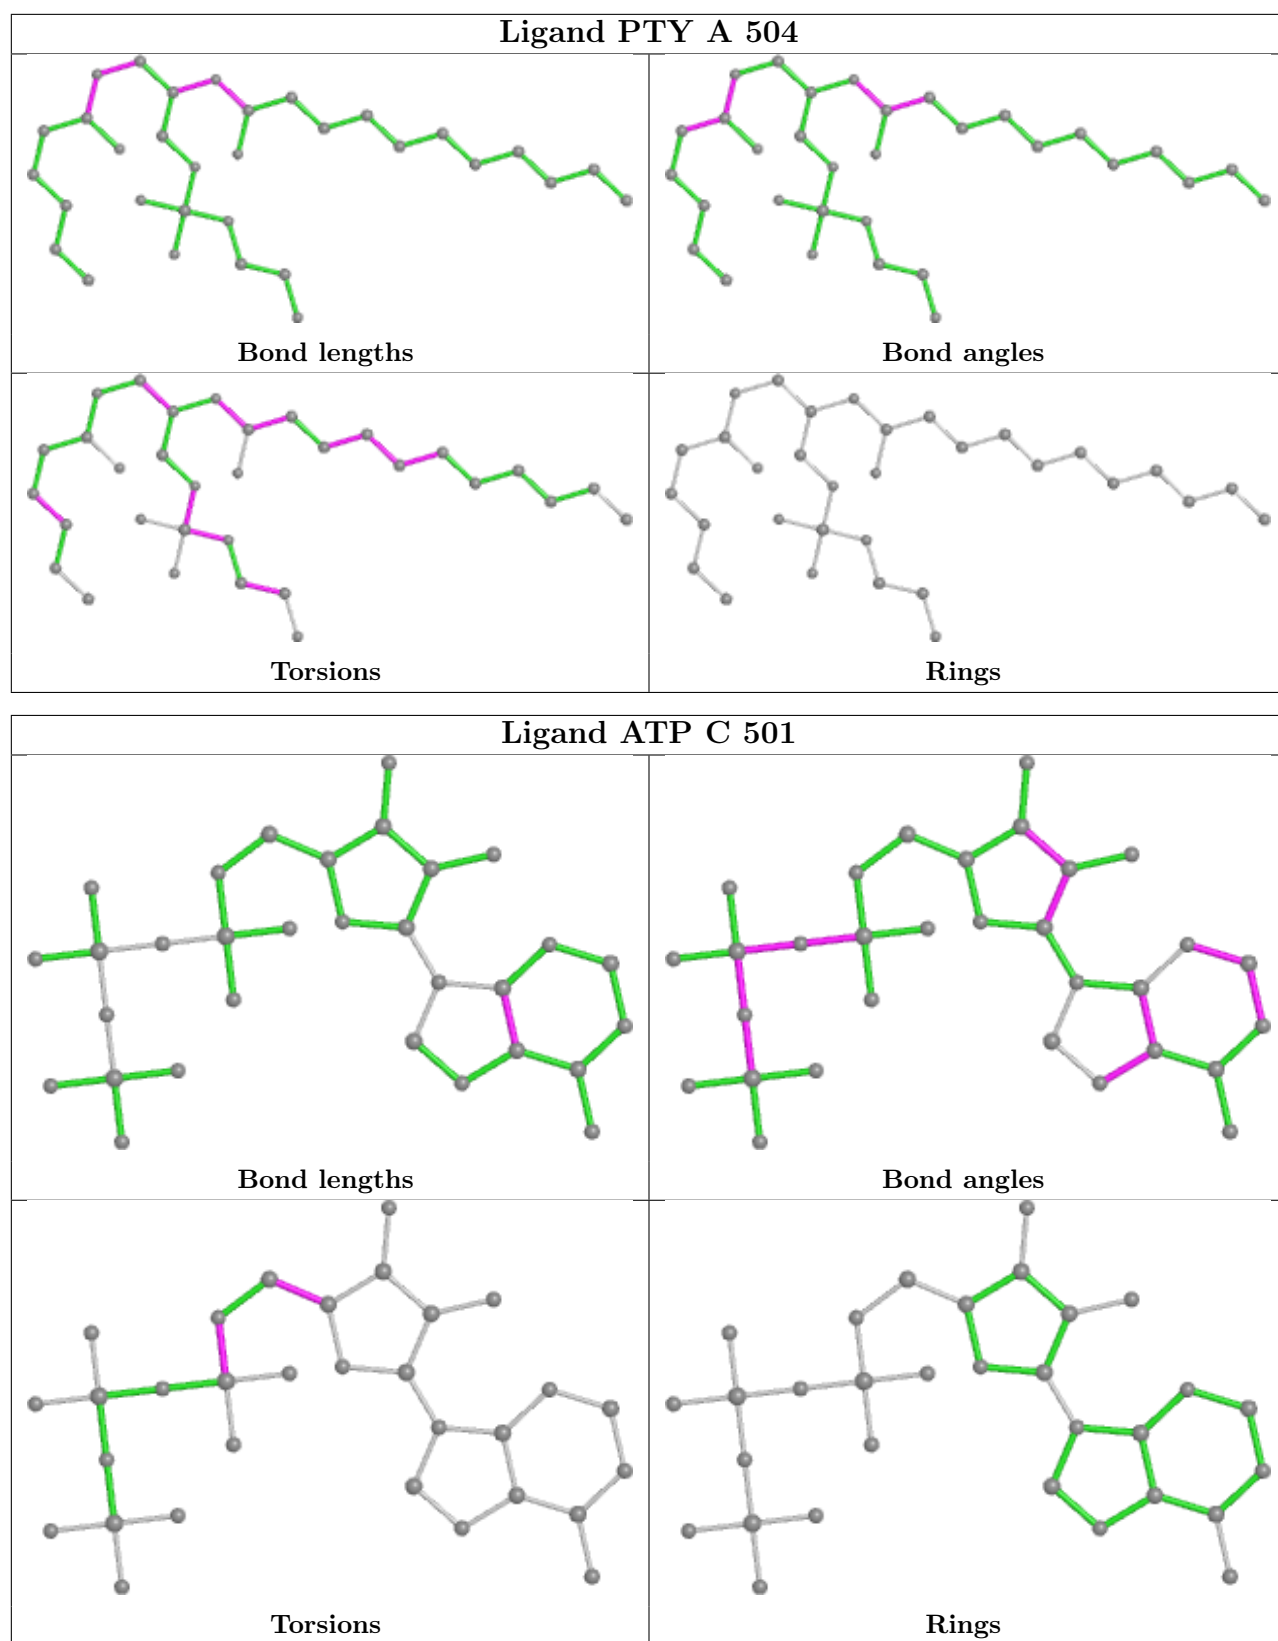 Ligand PTY A 504
Bond lengths
Bond angles
Torsions
Rings
Ligand ATP C 501
Bond lengths
Bond angles
Torsions
Rings